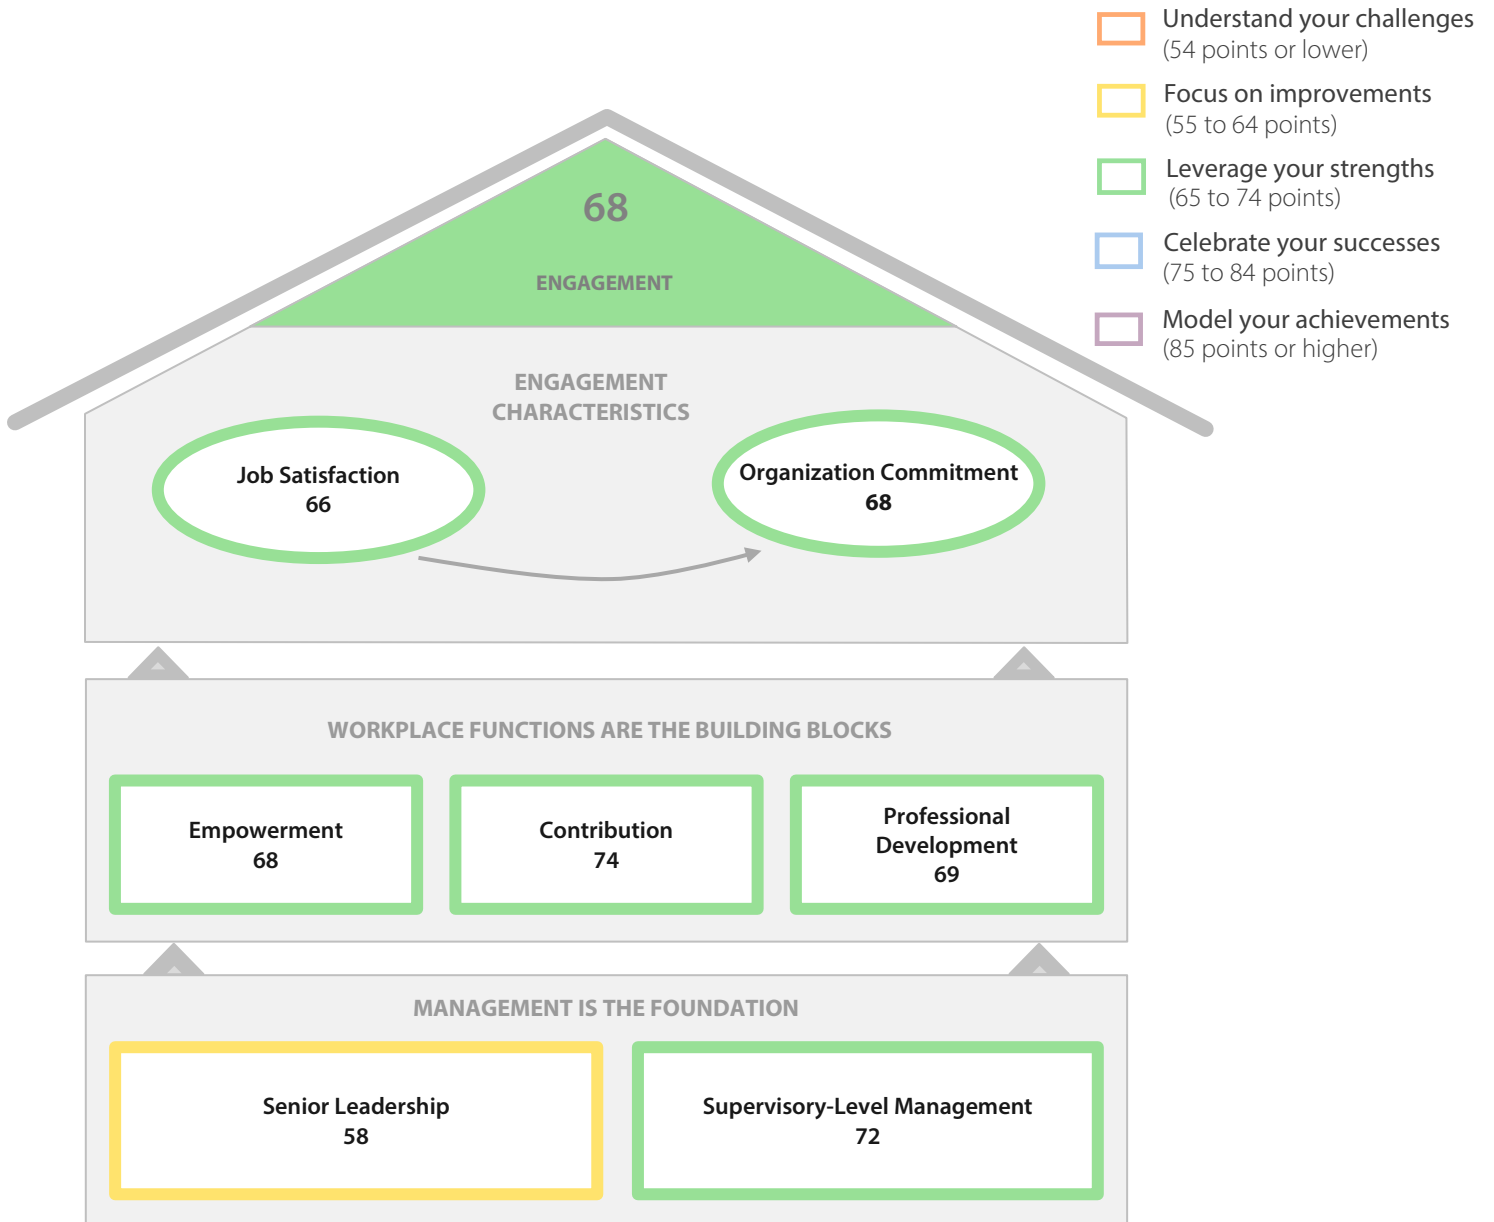 Understand your challenges
(54 points or lower)
Focus on improvements
(55 to 64 points)
Leverage your strengths
(65 to 74 points)
Celebrate your successes
(75 to 84 points)
Model your achievements
(85 points or higher)
68
ENGAGEMENT
ENGAGEMENT
CHARACTERISTICS
Job Satisfaction
66
Organization Commitment
68
WORKPLACE FUNCTIONS ARE THE BUILDING BLOCKS
Empowerment
68
Contribution
74
Professional
Development
69
MANAGEMENT IS THE FOUNDATION
Senior Leadership
58
Supervisory-Level Management
72